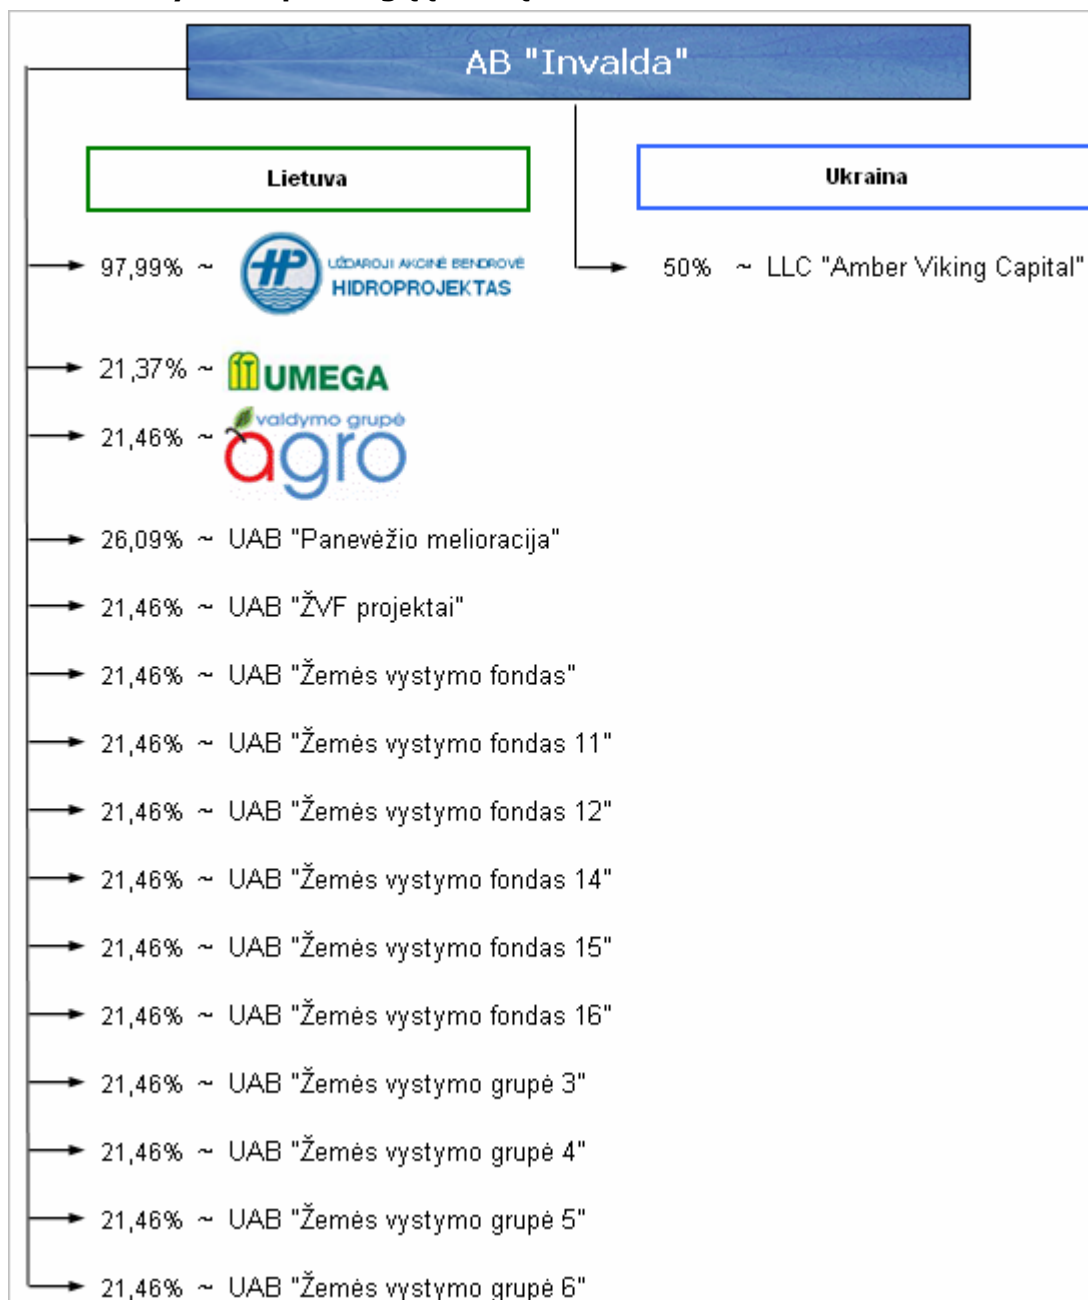 AB "Invalda"
Lietuva
Ukraina
97,99% ~ HP UŽDAROJI AKCINĖ BENDROVĖ
HIDROPROJEKTAS
50% ~ LLC "Amber Viking Capital"
21,37% ~ UMEGA
valdymo grupė
21,46% ~ agro
26,09% ~ UAB "Panevėžio melioracija"
21,46% ~ UAB "ŽVF projektai"
21,46% ~ UAB "Žemės vystymo fondas"
21,46% ~ UAB "Žemės vystymo fondas 11"
21,46% ~ UAB "Žemės vystymo fondas 12"
21,46% ~ UAB "Žemės vystymo fondas 14"
21,46% ~ UAB "Žemės vystymo fondas 15"
21,46% ~ UAB "Žemės vystymo fondas 16"
21,46% ~ UAB "Žemės vystymo grupė 3"
21,46% ~ UAB "Žemės vystymo grupė 4"
21,46% ~ UAB "Žemės vystymo grupė 5"
21,46% ~ UAB "Žemės vystymo grupė 6"